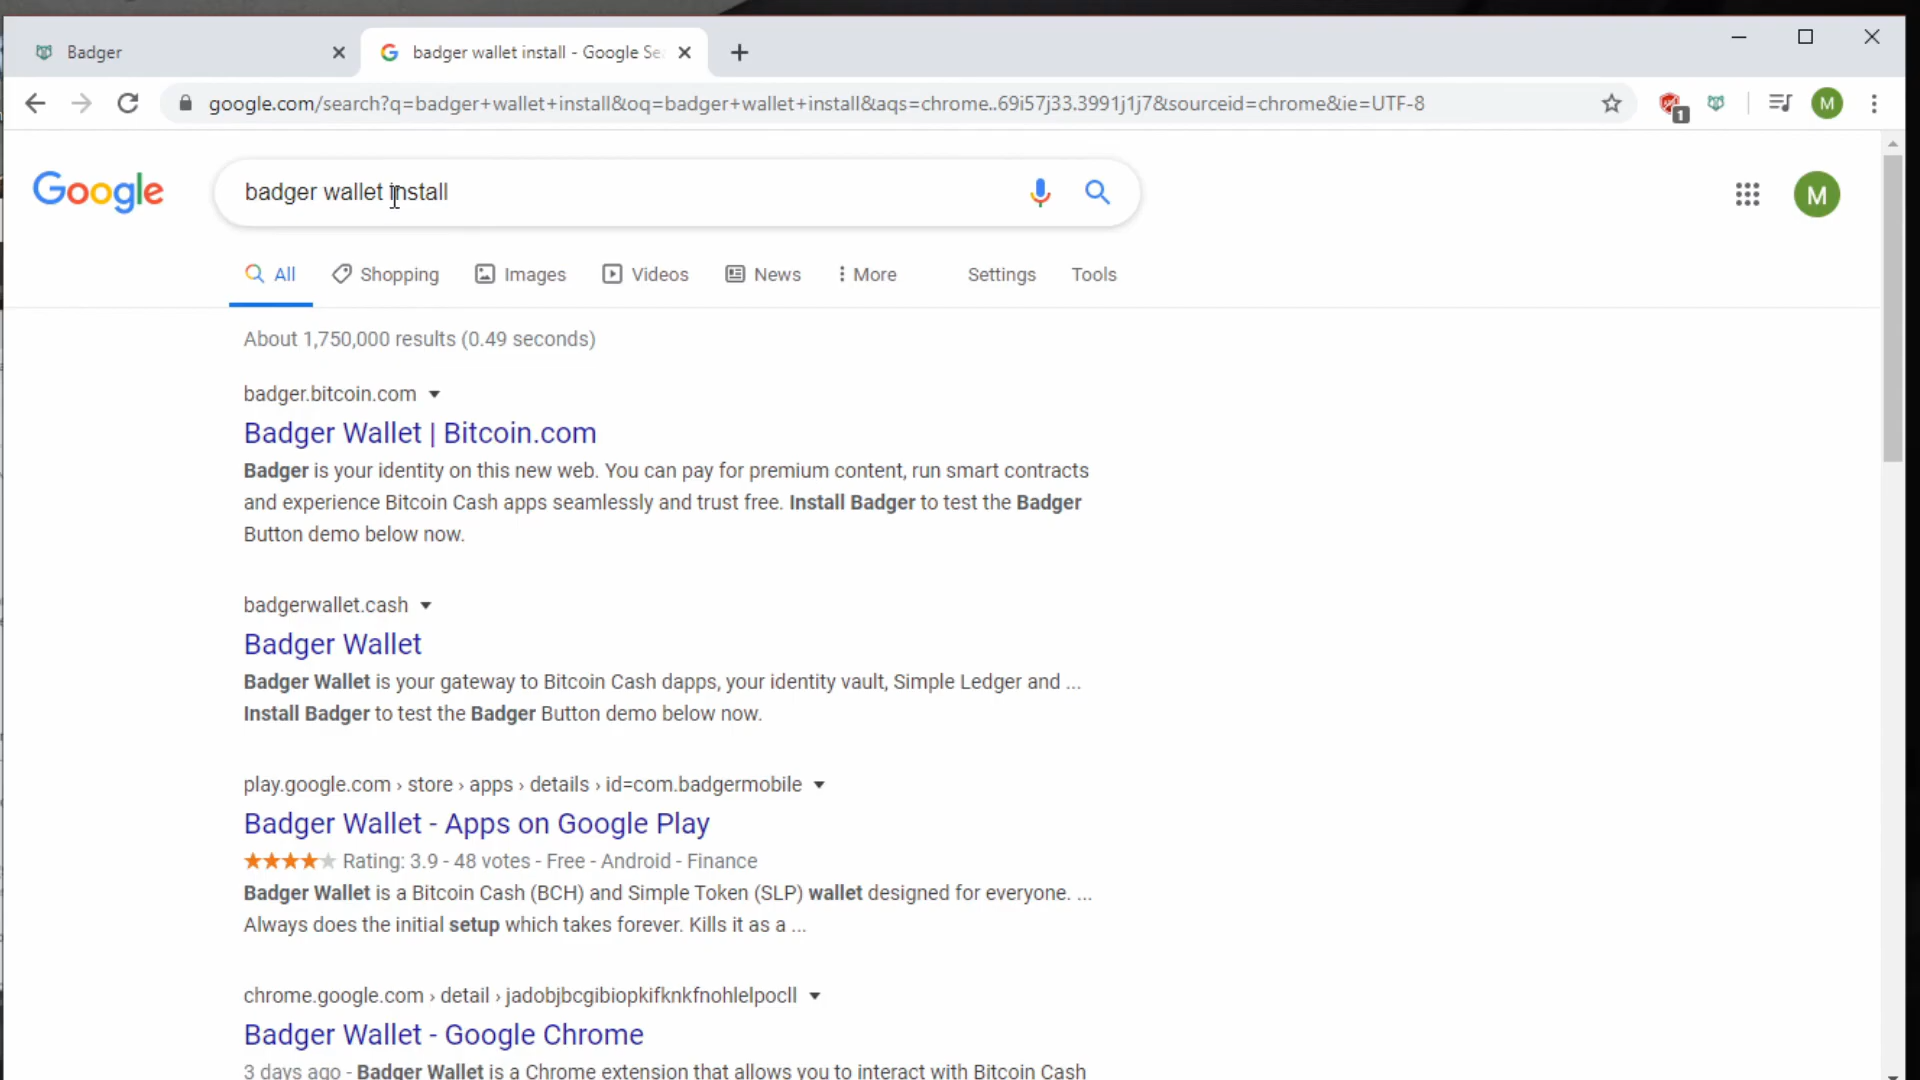 Badger
badger wallet install - Google Se
google.com/search?q=badger+wallet+install&oq=badger+wallet+install&aqs=chrome..69i57j33.3991j1j7&sourceid=chrome&ie=UTF-8
1
M
Google
badger wallet install
M
All
Shopping
Images
Videos
News
More
Settings
Tools
About 1,750,000 results (0.49 seconds)
badger.bitcoin.com
Badger Wallet | Bitcoin.com
Badger is your identity on this new web. You can pay for premium content, run smart contracts
and experience Bitcoin Cash apps seamlessly and trust free. Install Badger to test the Badger
Button demo below now.
badgerwallet.cash
Badger Wallet
Badger Wallet is your gateway to Bitcoin Cash dapps, your identity vault, Simple Ledger and ...
Install Badger to test the Badger Button demo below now.
play.google.com › store › apps › details › id=com.badgermobile
Badger Wallet - Apps on Google Play
Rating: 3.9 - 48 votes - Free - Android - Finance
Badger Wallet is a Bitcoin Cash (BCH) and Simple Token (SLP) wallet designed for everyone. ...
Always does the initial setup which takes forever. Kills it as a ...
chrome.google.com › detail › jadobjbcgibiopkifknkfnohlelpocll
Badger Wallet - Google Chrome
3 days ago - Badger Wallet is a Chrome extension that allows you to interact with Bitcoin Cash